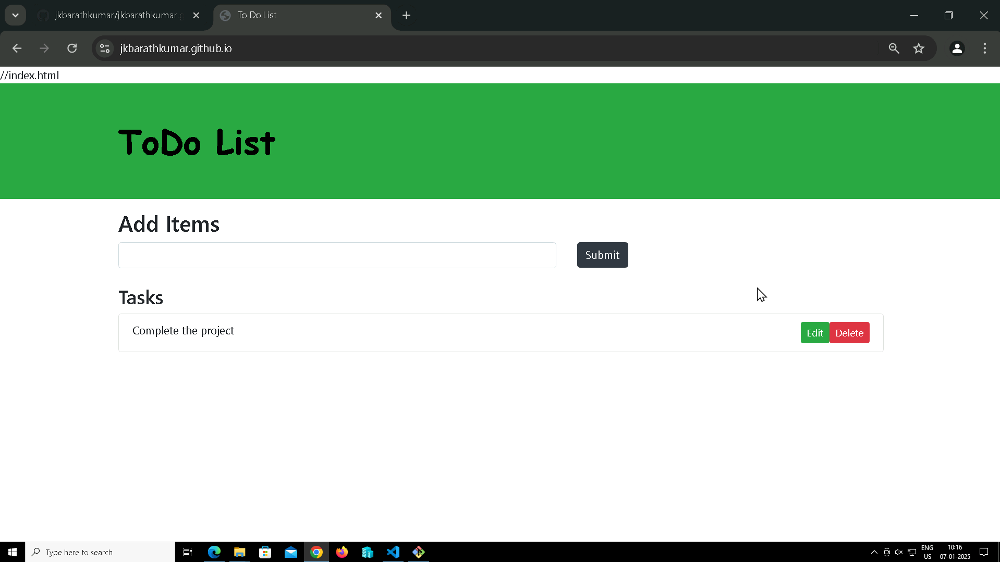 jkbarathkumar/jkbarathkumar.g
To Do List
jkbarathkumar.github.io
//index.html
ToDo List
Add Items
Submit
Tasks
Complete the project
Edit
Delete
Type here to search
ENG
US
10:16
07-01-2025